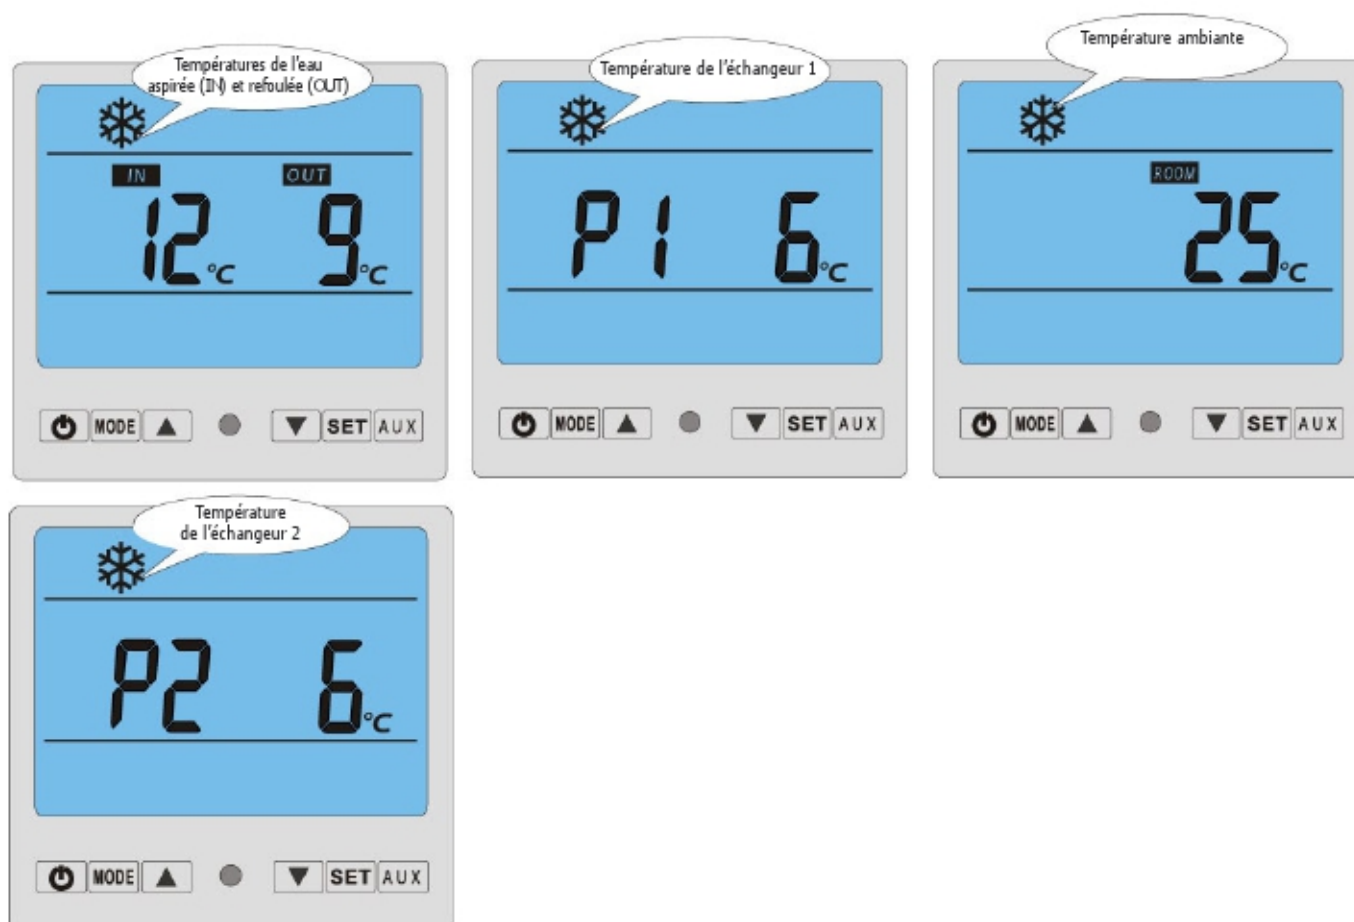 Températures de l'eau
aspirée (IN) et refoulée (OUT)
IN OUT
12°C 9°C
MODE SET AUX
Température de l'échangeur 1
P1 6°C
MODE SET AUX
Température ambiante
ROOM
25°C
MODE SET AUX
Température
de l'échangeur 2
P2 6°C
MODE SET AUX